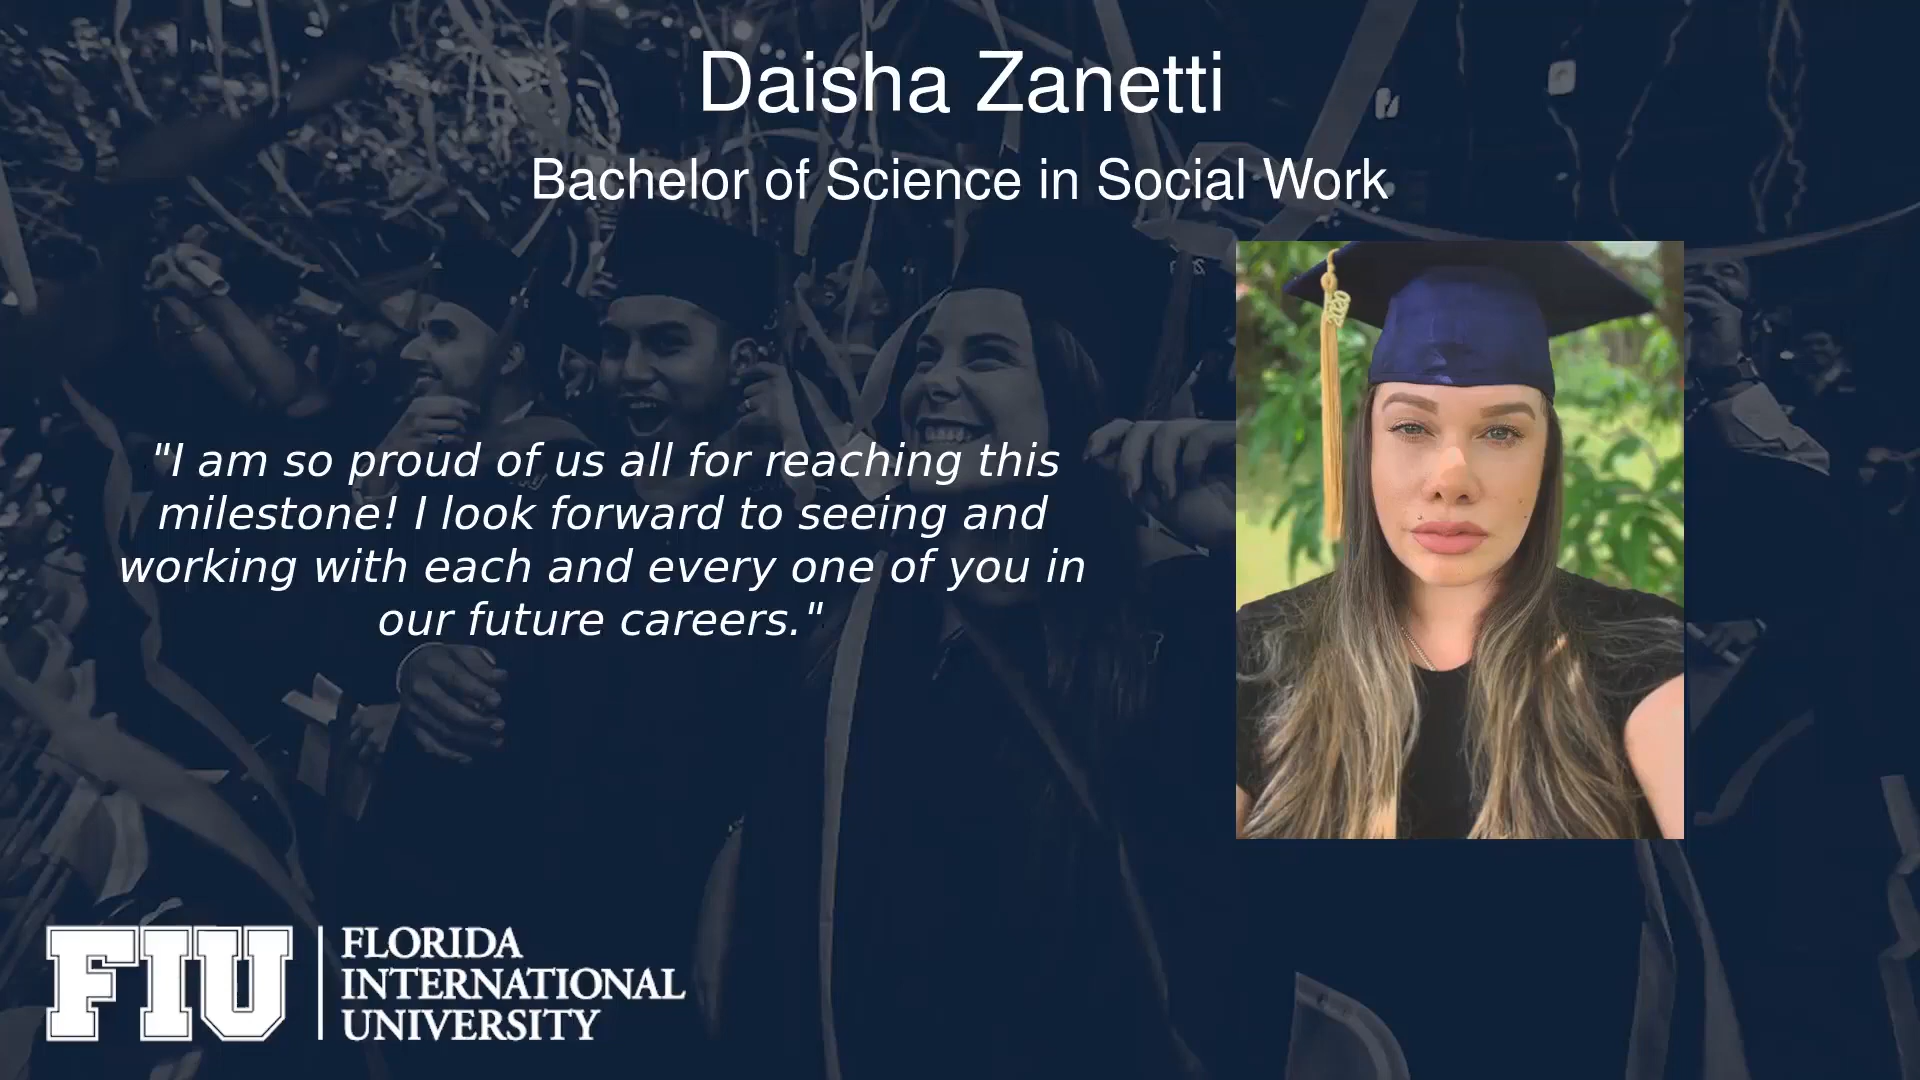 Daisha Zanetti
Bachelor of Science in Social Work
"I am so proud of us all for reaching this
milestone! I look forward to seeing and
working with each and every one of you in
our future careers."
FIU
FLORIDA
INTERNATIONAL
UNIVERSITY